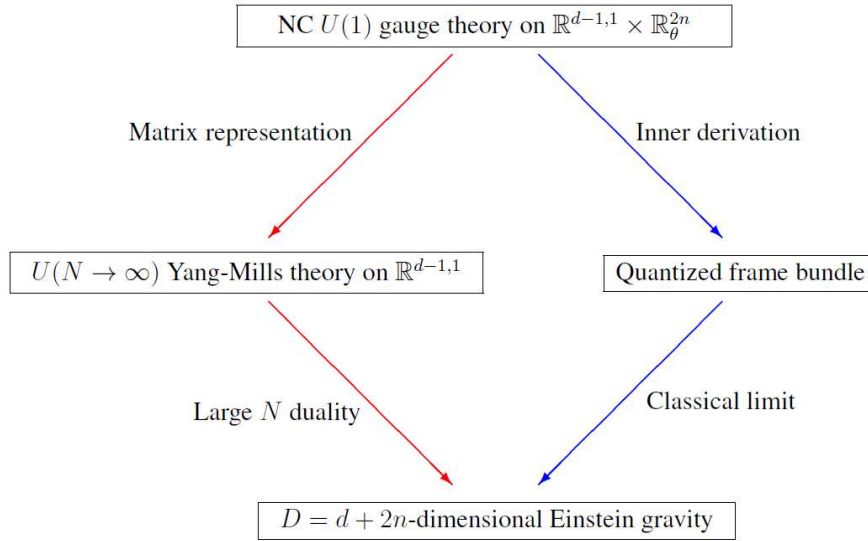 NC U(1) gauge theory on ℝ^{d−1,1} × ℝ_θ^{2n}
Matrix representation
Inner derivation
U(N → ∞) Yang-Mills theory on ℝ^{d−1,1}
Quantized frame bundle
Large N duality
Classical limit
D = d + 2n-dimensional Einstein gravity